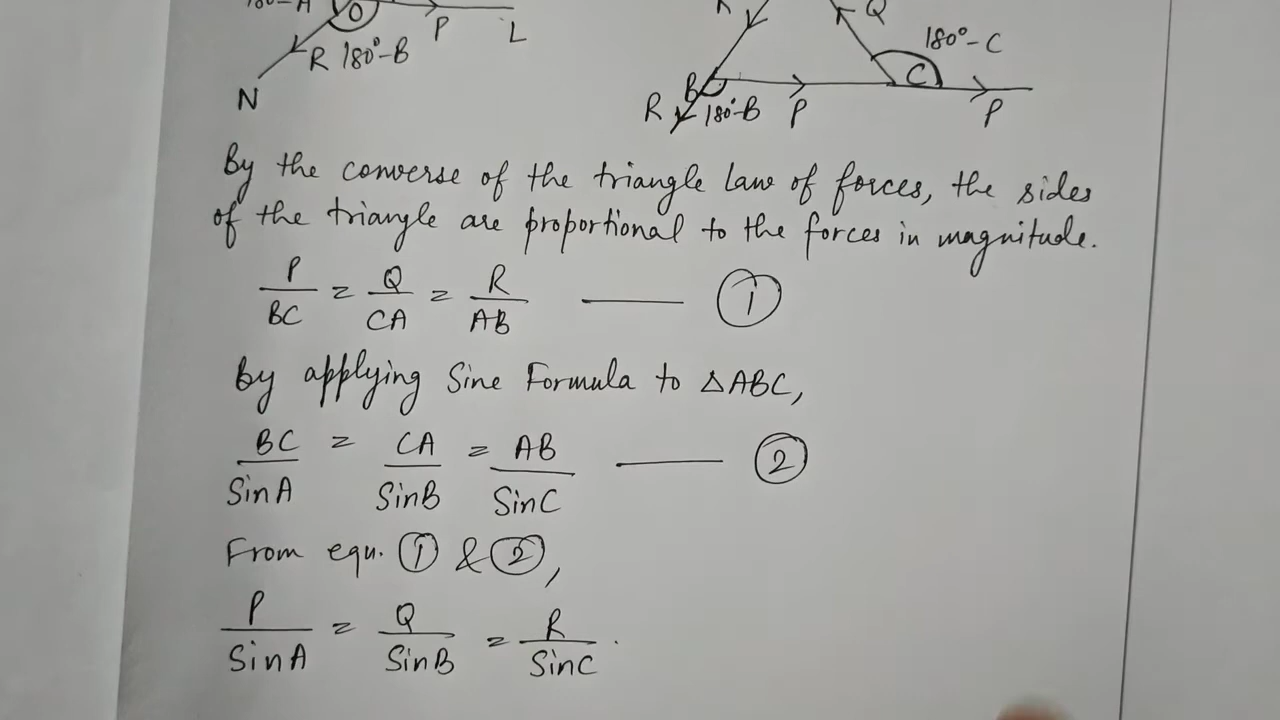 180-A O P L
R 180°-B
N
Q
180°-C
B C
R 180°-B P P
By the converse of the triangle law of forces, the sides
of the triangle are proportional to the forces in magnitude.
P/BC = Q/CA = R/AB —— ①
By applying Sine Formula to △ABC,
BC/SinA = CA/SinB = AB/SinC —— ②
From equ. ① & ②,
P/SinA = Q/SinB = R/SinC .